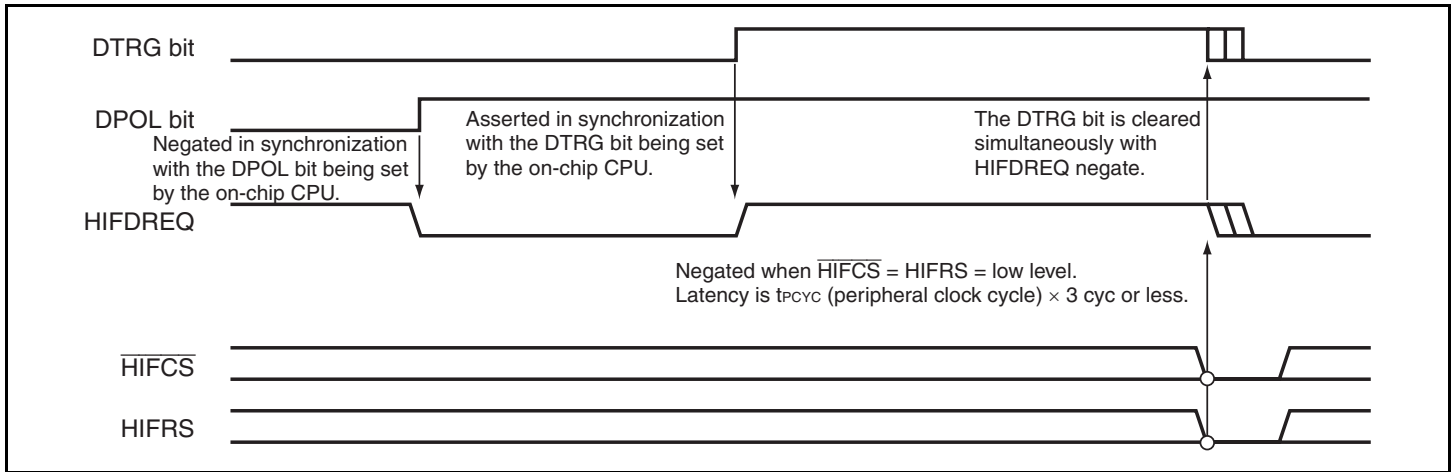 DTRG bit
DPOL bit
Negated in synchronization
with the DPOL bit being set
by the on-chip CPU.
Asserted in synchronization
with the DTRG bit being set
by the on-chip CPU.
The DTRG bit is cleared
simultaneously with
HIFDREQ negate.
HIFDREQ
Negated when H̅I̅F̅C̅S̅ = HIFRS = low level.
Latency is tPCYC (peripheral clock cycle) × 3 cyc or less.
H̅I̅F̅C̅S̅
HIFRS